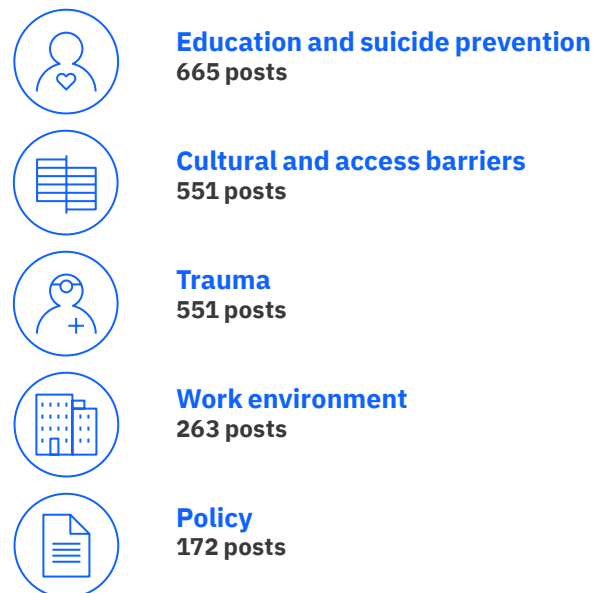 Education and suicide prevention
665 posts
Cultural and access barriers
551 posts
Trauma
551 posts
Work environment
263 posts
Policy
172 posts